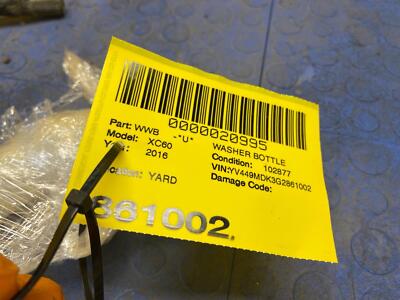 0000020995
Part: WWB -*U* WASHER BOTTLE
Model: XC60 Condition: 102877
2016 VIN:YV449MDK3G2861002
YARD Damage Code:
861002